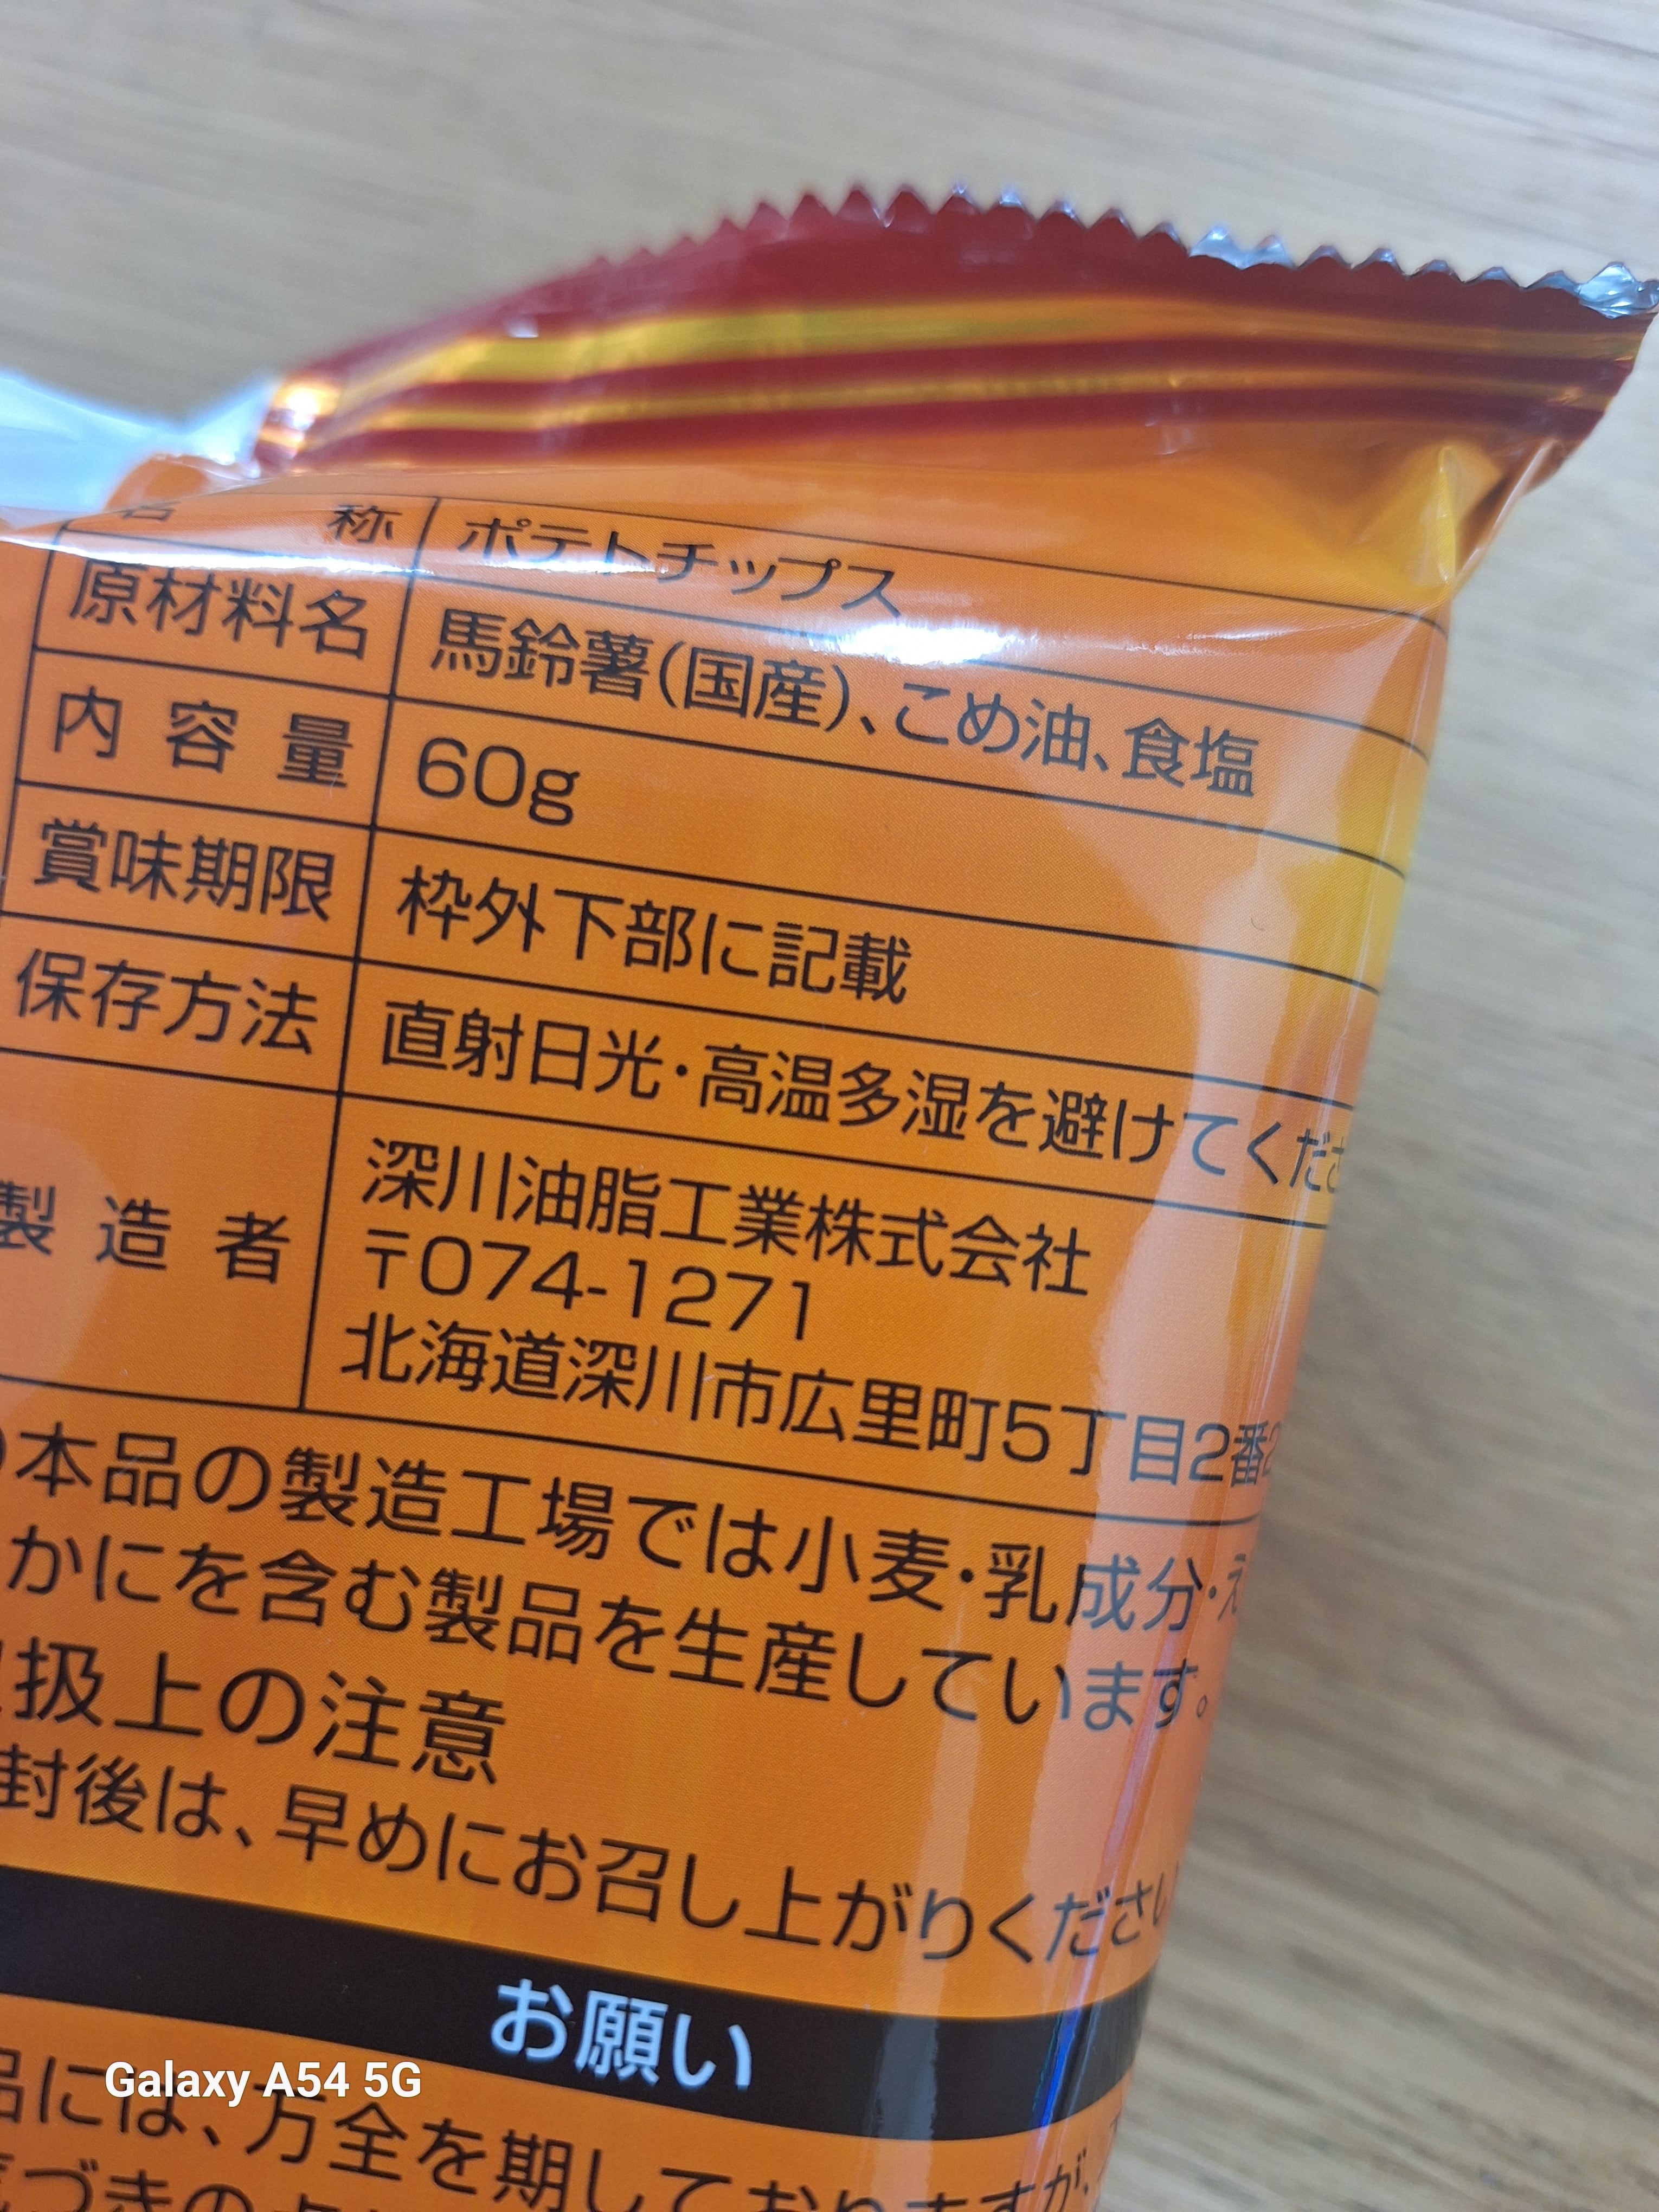 名称 ポテトチップス
原材料名 馬鈴薯(国産)、こめ油、食塩
内容量 60g
賞味期限 枠外下部に記載
保存方法 直射日光・高温多湿を避けてくださ
製造者 深川油脂工業株式会社
〒074-1271
北海道深川市広里町5丁目2番2
本品の製造工場では小麦・乳成分・え
かにを含む製品を生産しています。
扱上の注意
封後は、早めにお召し上がりください
お願い
品には、万全を期しておりますが、
づきの
Galaxy A54 5G